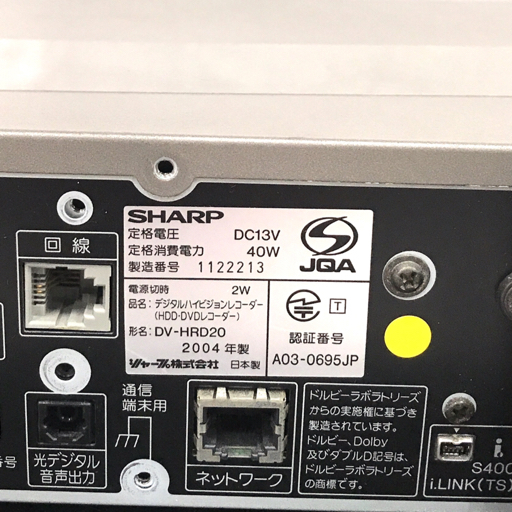 SHARP
定格電圧 DC13V
定格消費電力 40W
製造番号 1122213
JQA
回線
電源切時 2W
品名:デジタルハイビジョンレコーダー
(HDD・DVDレコーダー)
形名:DV-HRD20
2004年製
シャープ株式会社 日本製
T
認証番号
A03-0695JP
通信
端末用
光デジタル
音声出力
ネットワーク
ドルビーラボラトリーズ
からの実施権に基づき
製造されています。
ドルビー、Dolby
及びダブルD記号は、
ドルビーラボラトリーズ
の商標です。
i
S400
i.LINK(TS)
号